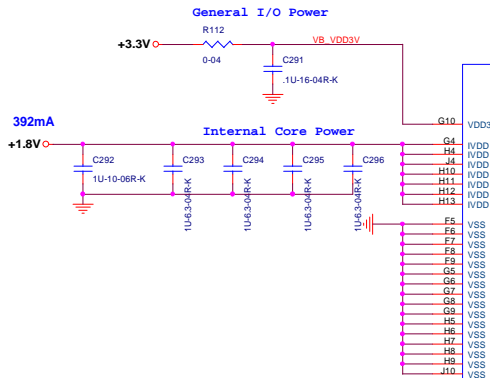 General I/O Power
R112
+3.3V
VB_VDD3V
0-04
C291
.1U-16-04R-K
G10
VDD3
392mA
+1.8V
Internal Core Power
G4 IVDD
H4 IVDD
J4 IVDD
H10 IVDD
H11 IVDD
H12 IVDD
H13 IVDD
C292
C293
C294
C295
C296
1U-10-06R-K
1U-6.3-04R-K
1U-6.3-04R-K
1U-6.3-04R-K
1U-6.3-04R-K
F5 VSS
F6 VSS
F7 VSS
F8 VSS
F9 VSS
G5 VSS
G6 VSS
G7 VSS
G8 VSS
G9 VSS
H5 VSS
H6 VSS
H7 VSS
H8 VSS
H9 VSS
J10 VSS